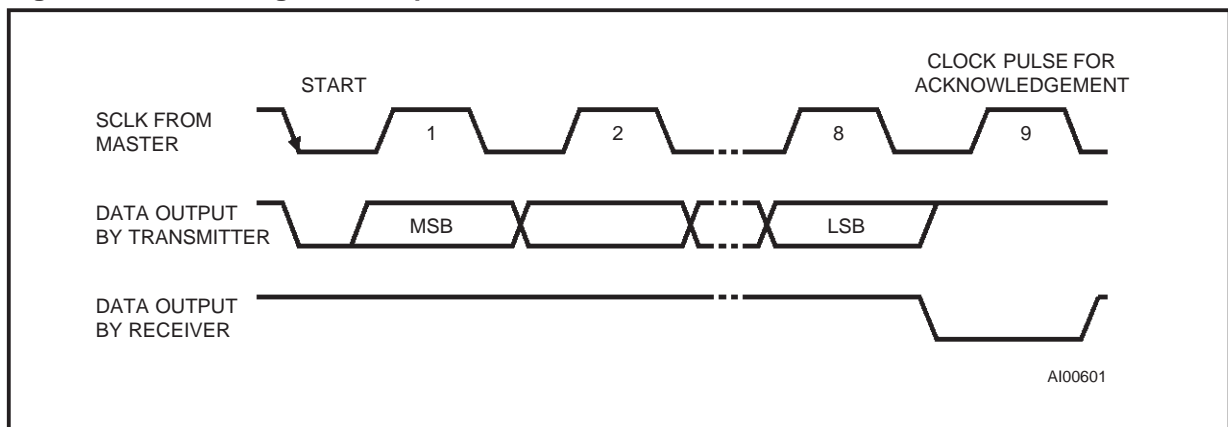 START
CLOCK PULSE FOR
ACKNOWLEDGEMENT
SCLK FROM
MASTER
1
2
8
9
DATA OUTPUT
BY TRANSMITTER
MSB
LSB
DATA OUTPUT
BY RECEIVER
AI00601